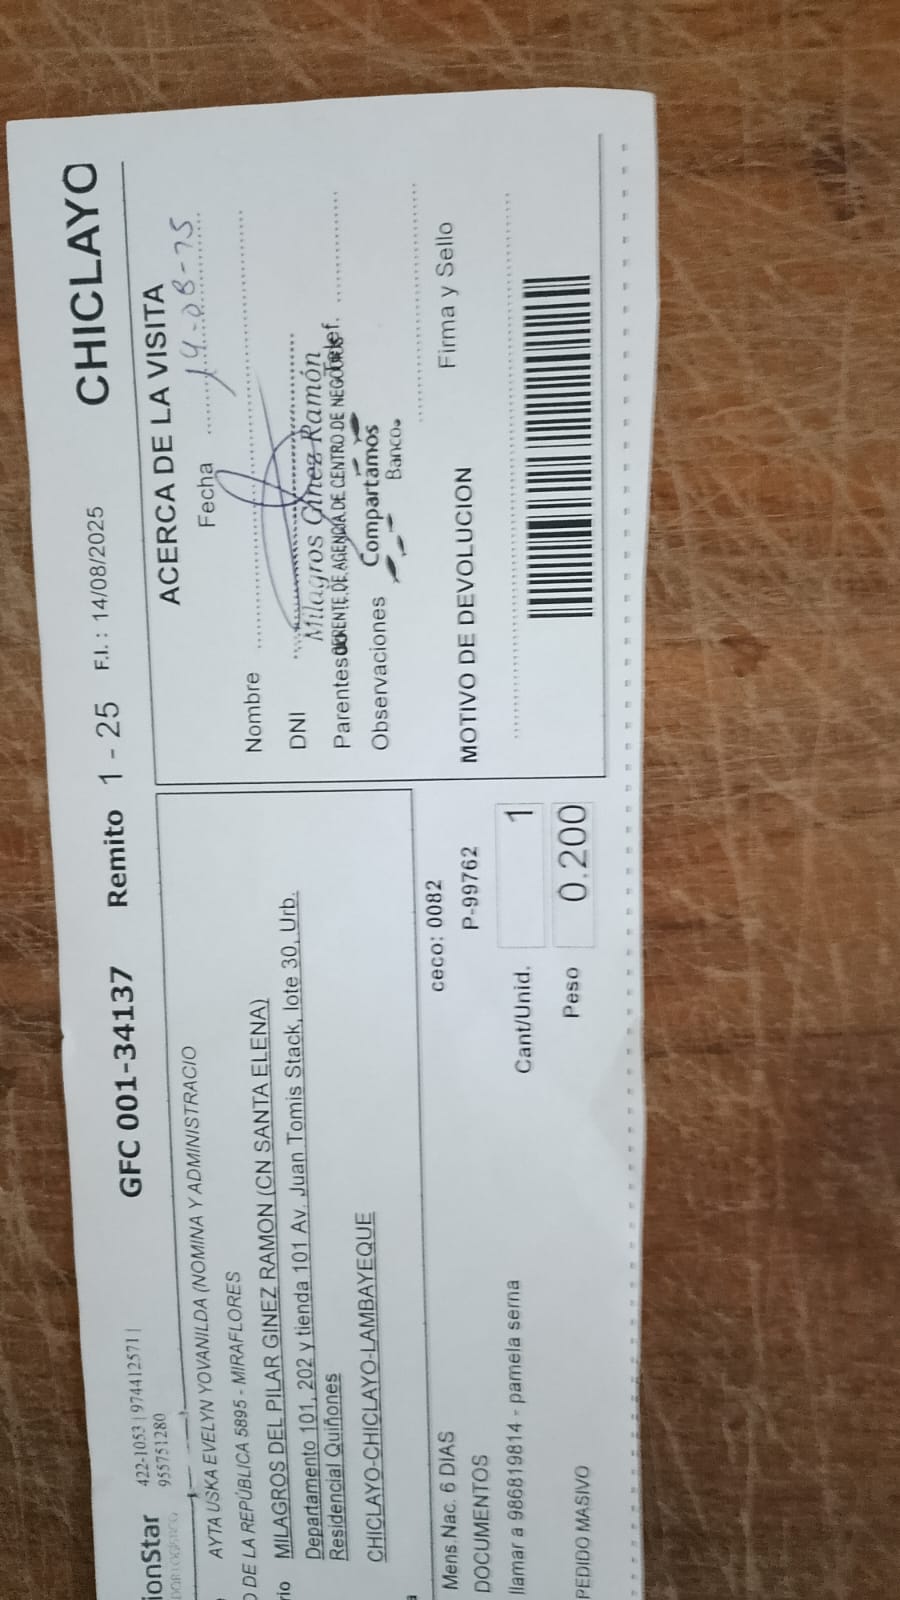 ionStar
422-1053 | 974412571 |
955751280
GFC 001-34137 Remito 1 - 25 F.I. : 14/08/2025 CHICLAYO
AYTA USKA EVELYN YOVANILDA (NOMINA Y ADMINISTRACIO
DE LA REPÚBLICA 5895 - MIRAFLORES
rio MILAGROS DEL PILAR GINEZ RAMON (CN SANTA ELENA)
Departamento 101, 202 y tienda 101 Av. Juan Tomis Stack, lote 30, Urb.
Residencial Quiñones
CHICLAYO-CHICLAYO-LAMBAYEQUE
Mens.Nac. 6 DIAS ceco: 0082
DOCUMENTOS P-99762
llamar a 986819814 - pamela serna
Cant/Unid. 1
PEDIDO MASIVO
Peso 0.200
ACERCA DE LA VISITA
Fecha 14-08-25
Nombre
DNI
Milagros Ginez Ramón
Parentesco Telef.
GERENTE DE AGENCIA DE CENTRO DE NEGOCIOS
Observaciones
Compartamos
Banco
Firma y Sello
MOTIVO DE DEVOLUCION